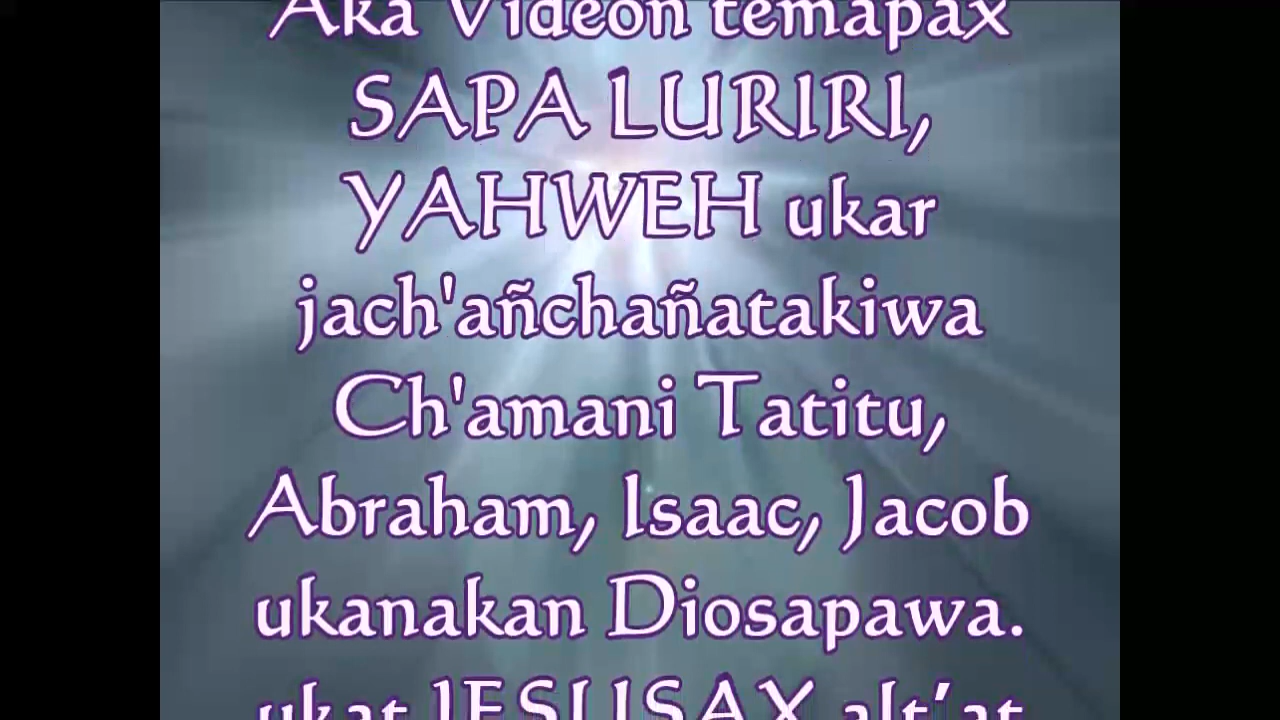 Aka Videon temapax
SAPA LURIRI,
YAHWEH ukar
jach'añchañatakiwa
Ch'amani Tatitu,
Abraham, Isaac, Jacob
ukanakan Diosapawa.
ukat JESUSAX alt’at